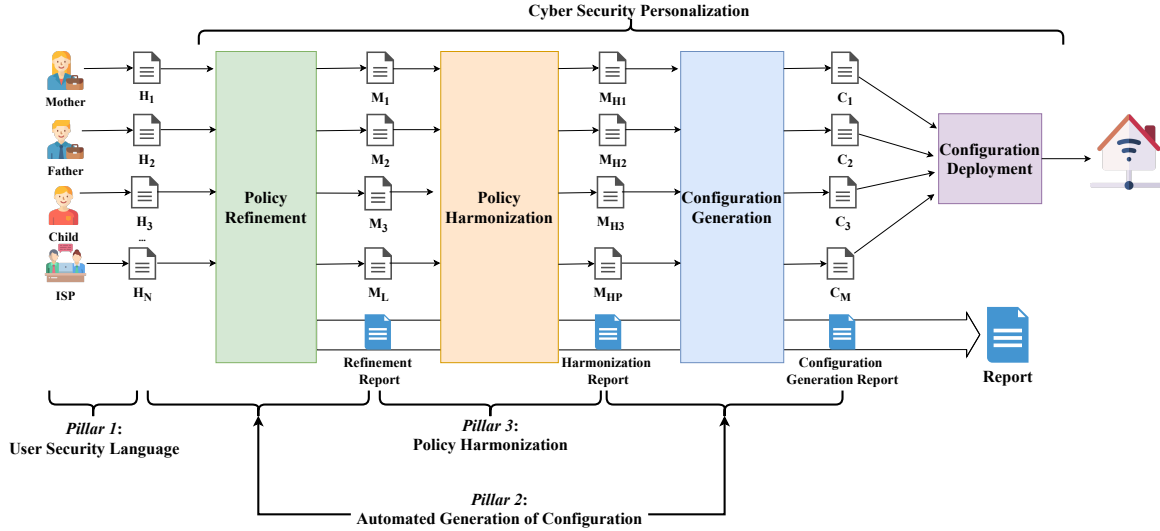 Cyber Security Personalization
Mother
H1
M1
MH1
C1
Father
H2
M2
MH2
C2
Child
H3
...
M3
MH3
C3
ISP
HN
ML
MHP
CM
Policy
Refinement
Policy
Harmonization
Configuration
Generation
Configuration
Deployment
Refinement
Report
Harmonization
Report
Configuration
Generation Report
Report
Pillar 1:
User Security Language
Pillar 3:
Policy Harmonization
Pillar 2:
Automated Generation of Configuration